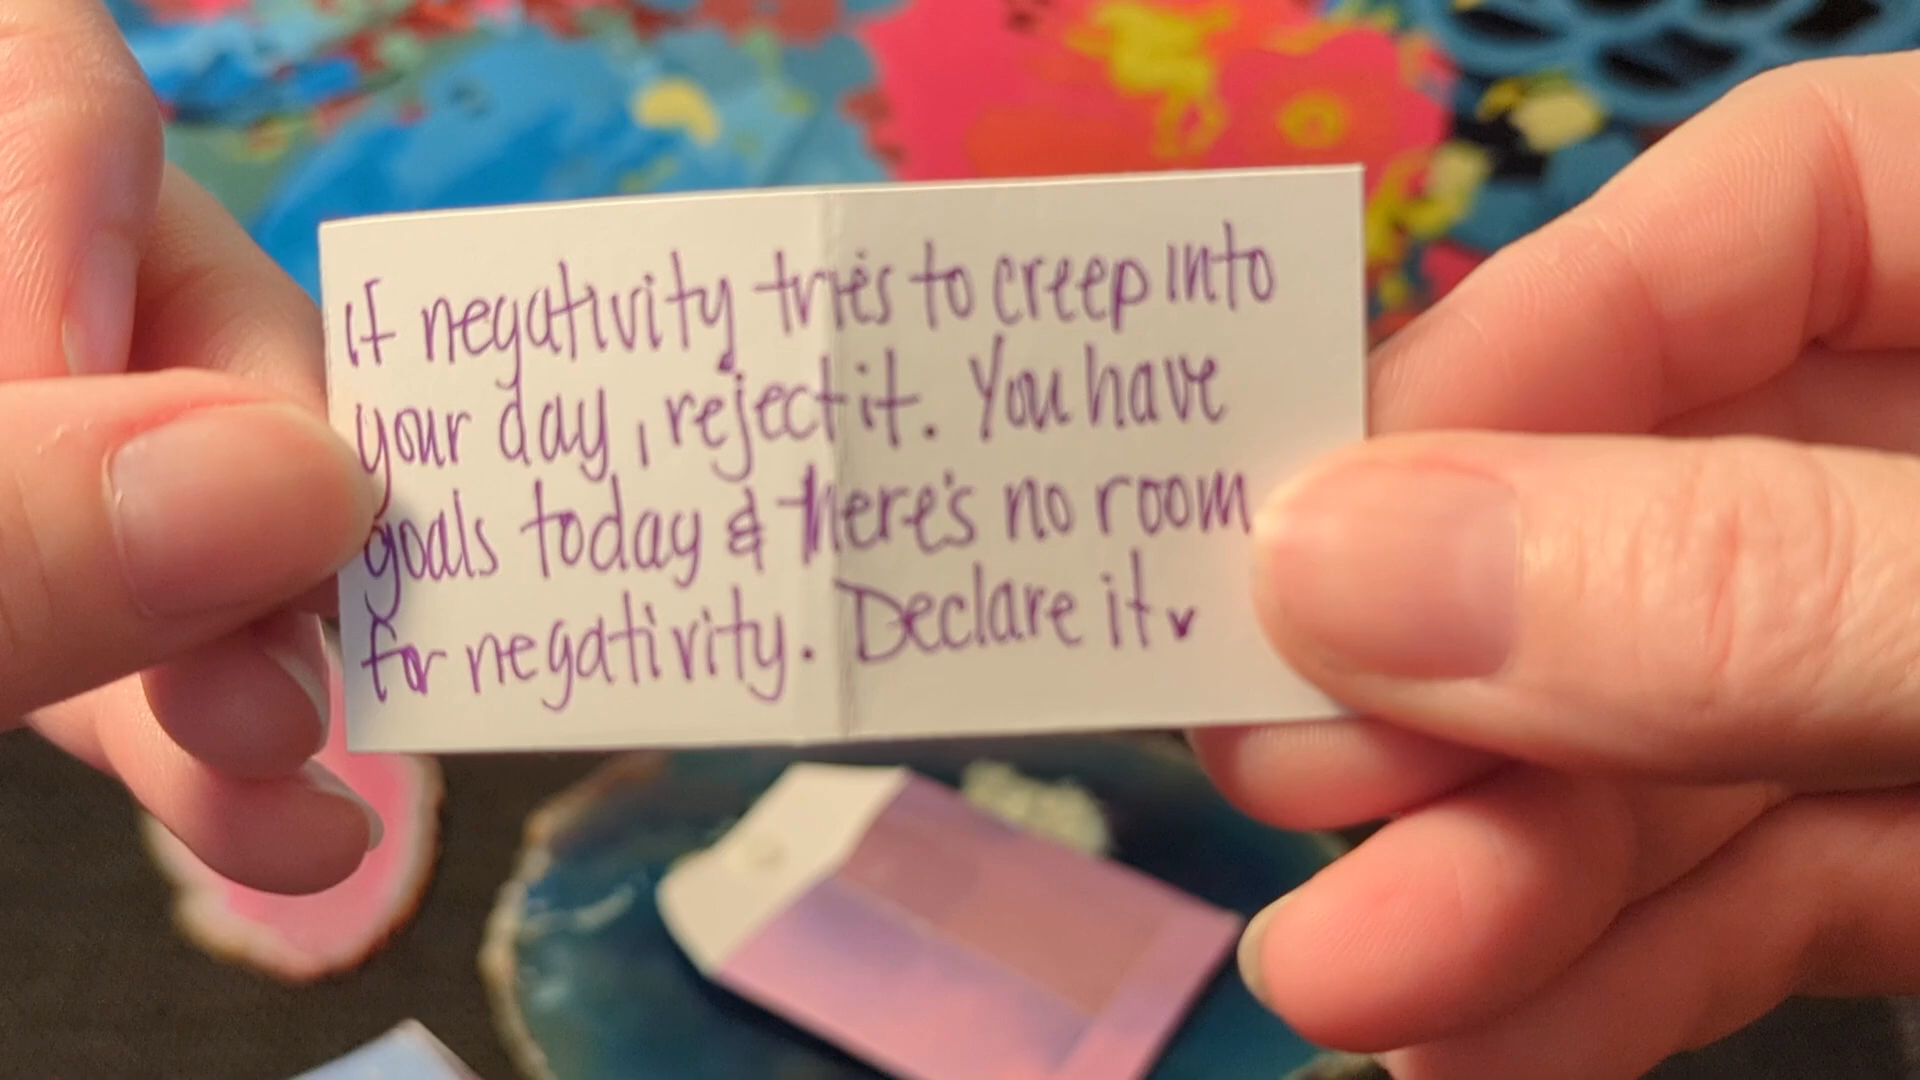 If negativity tries to creep into
your day, reject it. You have
goals today & there's no room
for negativity. Declare it ♥